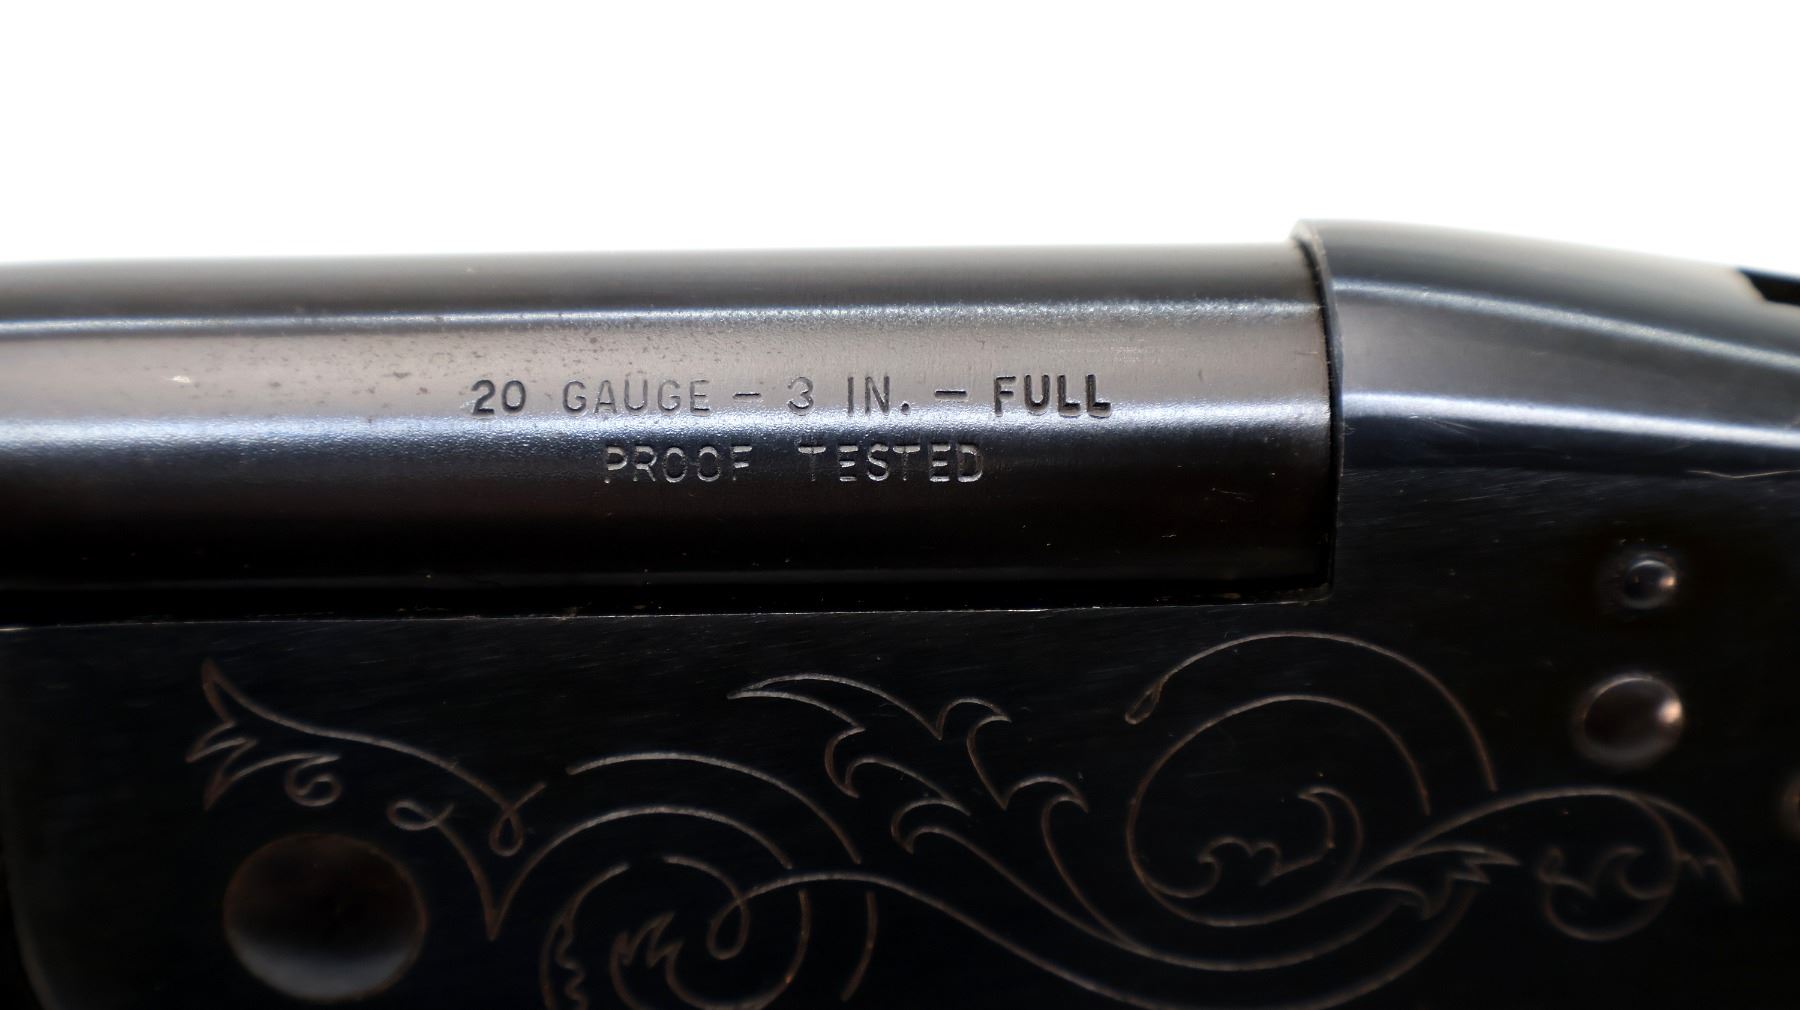 20 GAUGE - 3 IN. - FULL
PROOF TESTED